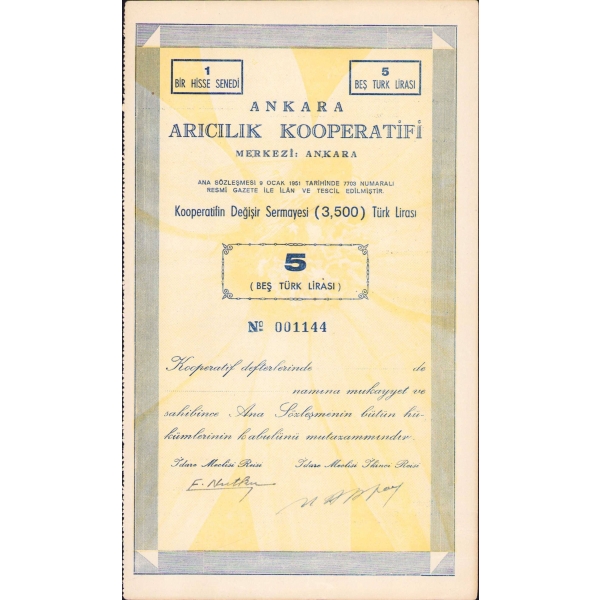 1
BİR HİSSE SENEDİ
5
BEŞ TÜRK LİRASI
ANKARA
ARICILIK KOOPERATİFİ
MERKEZİ: ANKARA
ANA SÖZLEŞMESİ 9 OCAK 1951 TARİHİNDE 7703 NUMARALI
RESMİ GAZETE İLE İLÂN VE TESCİL EDİLMİŞTİR.
Kooperatifin Değişir Sermayesi (3,500) Türk Lirası
5
(BEŞ TÜRK LİRASI)
No 001144
Kooperatif defterlerinde de
namına mukayyet ve
sahibince Ana Sözleşmenin bütün hü-
kümlerinin kabulünü mutazammındır.
İdare Meclisi Reisi İdare Meclisi İkinci Reisi